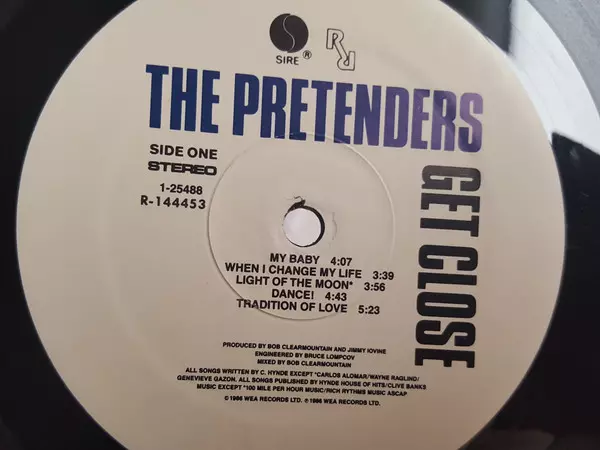 SIRE ®
RR
THE PRETENDERS
GET CLOSE
SIDE ONE
STEREO
1-25488
R-144453
MY BABY 4:07
WHEN I CHANGE MY LIFE 3:39
LIGHT OF THE MOON* 3:56
DANCE! 4:43
TRADITION OF LOVE 5:23
PRODUCED BY BOB CLEARMOUNTAIN AND JIMMY IOVINE
ENGINEERED BY BRUCE LOMPCOV
MIXED BY BOB CLEARMOUNTAIN
ALL SONGS WRITTEN BY C. HYNDE EXCEPT *CARLOS ALOMAR/WAYNE RAGLIND/
GENEVIEVE GAZON. ALL SONGS PUBLISHED BY HYNDE HOUSE OF HITS/CLIVE BANKS
MUSIC EXCEPT *100 MILE PER HOUR MUSIC/RICH RYTHMS MUSIC ASCAP
© 1986 WEA RECORDS LTD. ℗ 1986 WEA RECORDS LTD.